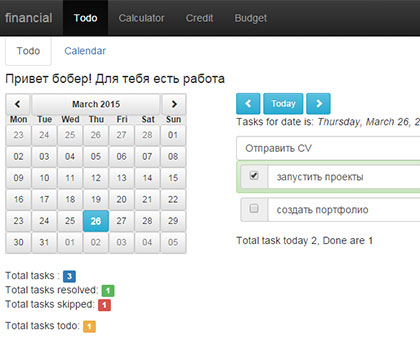 financial Todo Calculator Credit Budget
Todo Calendar
Привет бобер! Для тебя есть работа
March 2015
Mon Tue Wed Thu Fri Sat Sun
23 24 25 26 27 28 01
02 03 04 05 06 07 08
09 10 11 12 13 14 15
16 17 18 19 20 21 22
23 24 25 26 27 28 29
30 31 01 02 03 04 05
Total tasks : 3
Total tasks resolved: 1
Total tasks skipped: 1
Total tasks todo: 1
Today
Tasks for date is: Thursday, March 26, 2
Отправить CV
запустить проекты
создать портфолио
Total task today 2, Done are 1